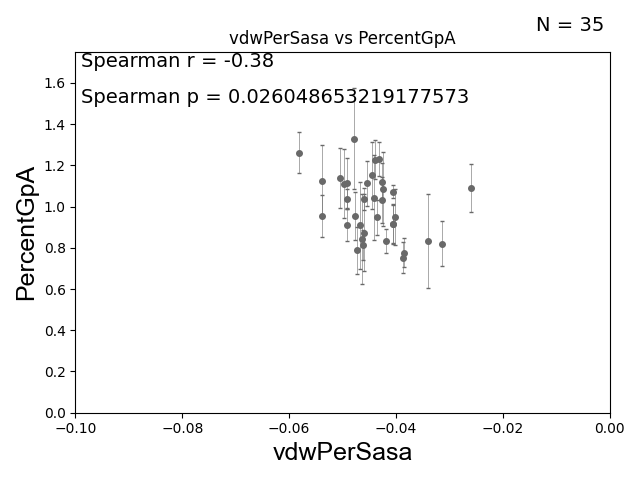 N = 35
vdwPerSasa vs PercentGpA
Spearman r = -0.38
Spearman p = 0.026048653219177573
1.6
1.4
1.2
1.0
0.8
0.6
0.4
0.2
0.0
PercentGpA
−0.10 −0.08 −0.06 −0.04 −0.02 0.00
vdwPerSasa